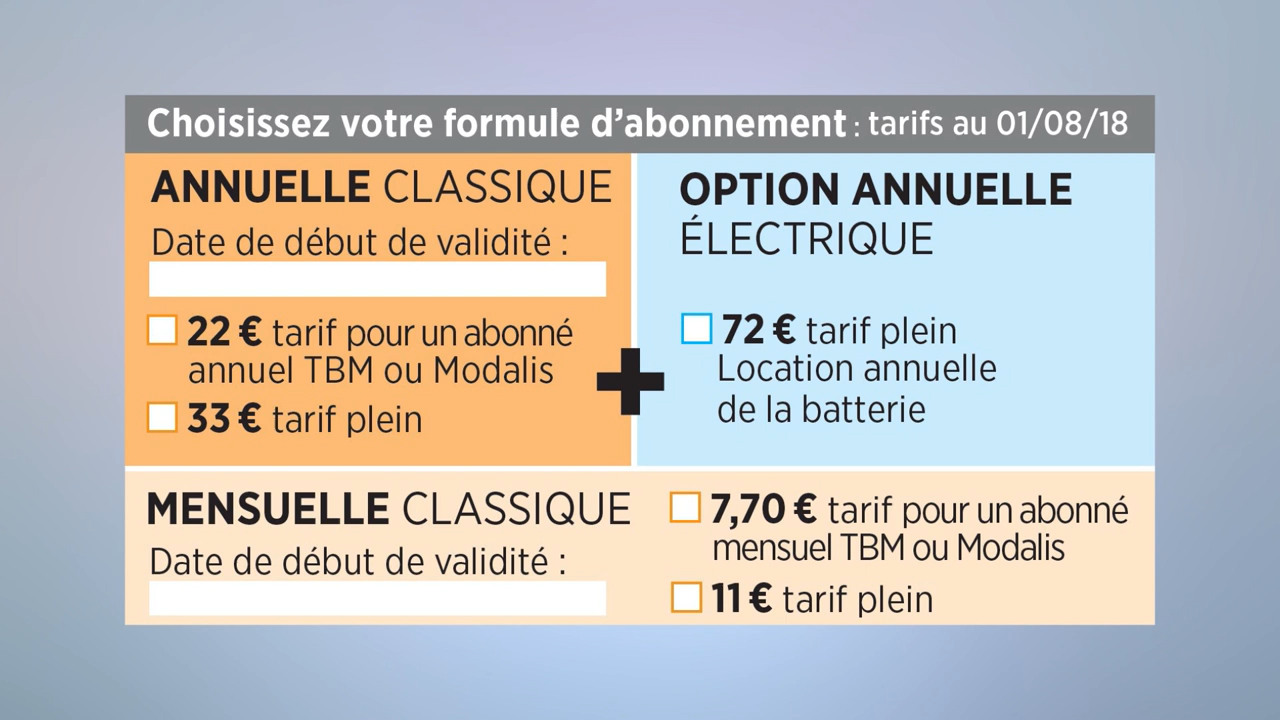 Choisissez votre formule d'abonnement : tarifs au 01/08/18
ANNUELLE CLASSIQUE
Date de début de validité :
22 € tarif pour un abonné
annuel TBM ou Modalis
33 € tarif plein
+
OPTION ANNUELLE
ÉLECTRIQUE
72 € tarif plein
Location annuelle
de la batterie
MENSUELLE CLASSIQUE
Date de début de validité :
7,70 € tarif pour un abonné
mensuel TBM ou Modalis
11 € tarif plein